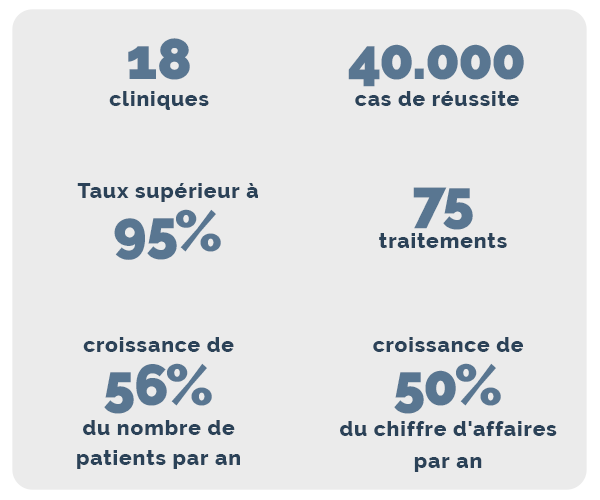 18
cliniques
40.000
cas de réussite
Taux supérieur à
95%
75
traitements
croissance de
56%
du nombre de
patients par an
croissance de
50%
du chiffre d'affaires
par an